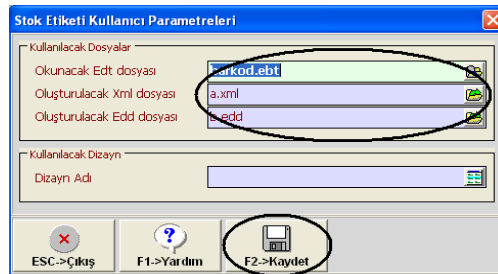 Stok Etiketi Kullanıcı Parametreleri
Kullanılacak Dosyalar
Okunacak Edt dosyası barkod.ebt
Oluşturulacak Xml dosyası a.xml
Oluşturulacak Edd dosyası .edd
Kullanılacak Dizayn
Dizayn Adı
ESC->Çıkış F1->Yardım F2->Kaydet